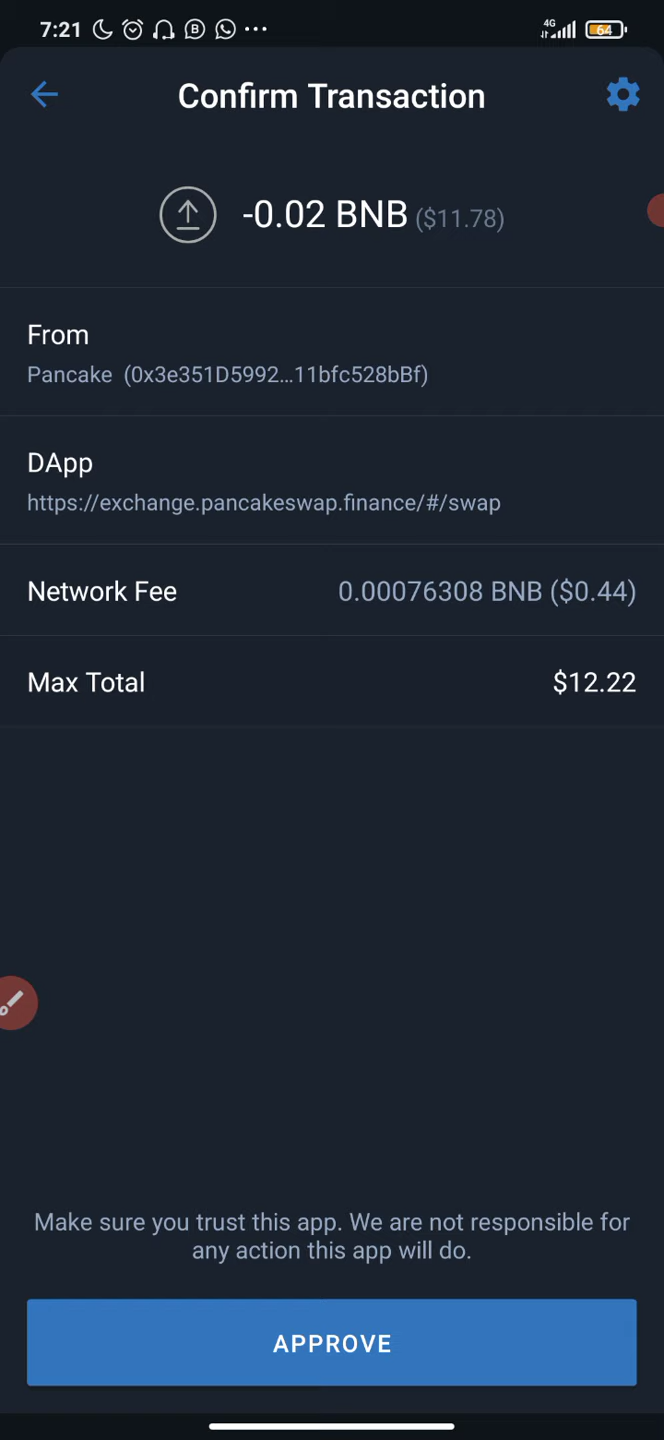 7:21 B ... 4G 64
Confirm Transaction
-0.02 BNB ($11.78)
From
Pancake (0x3e351D5992...11bfc528bBf)
DApp
https://exchange.pancakeswap.finance/#/swap
Network Fee 0.00076308 BNB ($0.44)
Max Total $12.22
Make sure you trust this app. We are not responsible for
any action this app will do.
APPROVE